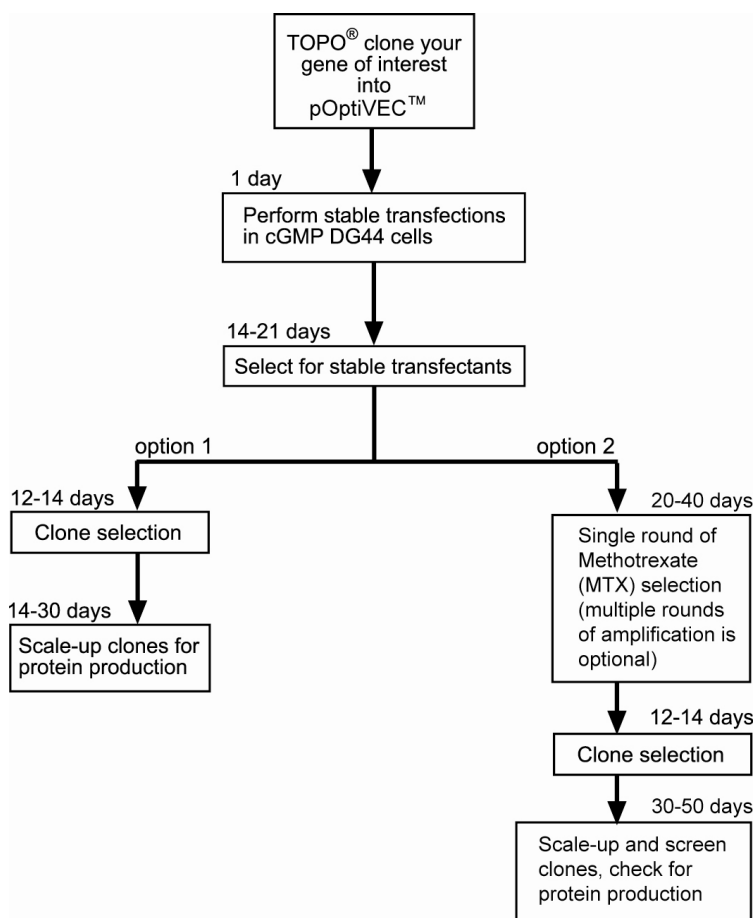 TOPO® clone your
gene of interest
into
pOptiVEC™
1 day
Perform stable transfections
in cGMP DG44 cells
14-21 days
Select for stable transfectants
option 1
option 2
12-14 days
Clone selection
14-30 days
Scale-up clones for
protein production
20-40 days
Single round of
Methotrexate
(MTX) selection
(multiple rounds
of amplification is
optional)
12-14 days
Clone selection
30-50 days
Scale-up and screen
clones, check for
protein production